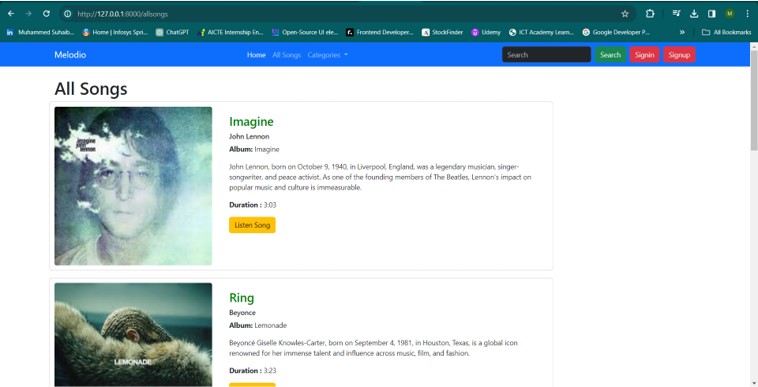 http://127.0.0.1:8000/allsongs
M
Muhammed Suhaib... Home | Infosys Spri... ChatGPT AICTE Internship En... Open-Source UI ele... Frontend Developer... StockFinder Udemy ICT Academy Learn... Google Developer P... » All Bookmarks
Melodio Home All Songs Categories Search Search Signin Signup
All Songs
imagine
john
lennon
Imagine
John Lennon
Album: Imagine
John Lennon, born on October 9, 1940, in Liverpool, England, was a legendary musician, singer-
songwriter, and peace activist. As one of the founding members of The Beatles, Lennon's impact on
popular music and culture is immeasurable.
Duration : 3:03
Listen Song
LEMONADE
Ring
Beyonce
Album: Lemonade
Beyoncé Giselle Knowles-Carter, born on September 4, 1981, in Houston, Texas, is a global icon
renowned for her immense talent and influence across music, film, and fashion.
Duration : 3:23